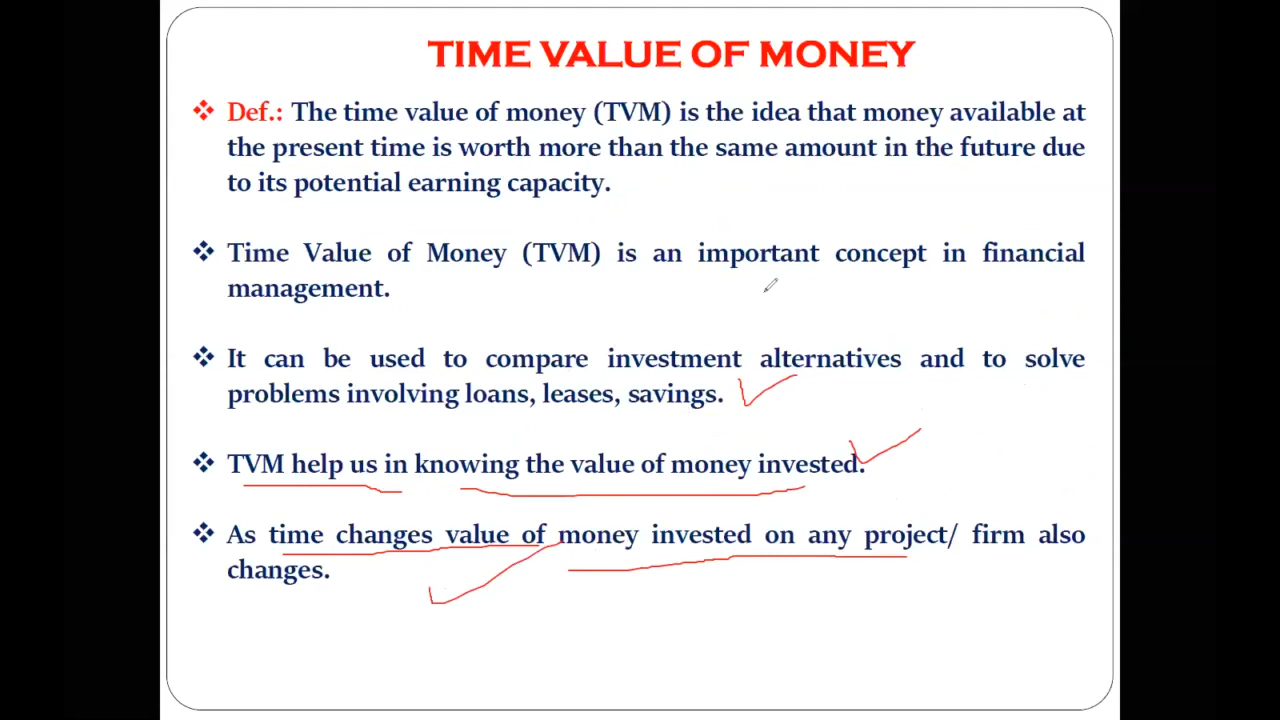 TIME VALUE OF MONEY
❖ Def.: The time value of money (TVM) is the idea that money available at
the present time is worth more than the same amount in the future due
to its potential earning capacity.
❖ Time Value of Money (TVM) is an important concept in financial
management.
❖ It can be used to compare investment alternatives and to solve
problems involving loans, leases, savings.
❖ TVM help us in knowing the value of money invested.
❖ As time changes value of money invested on any project/ firm also
changes.